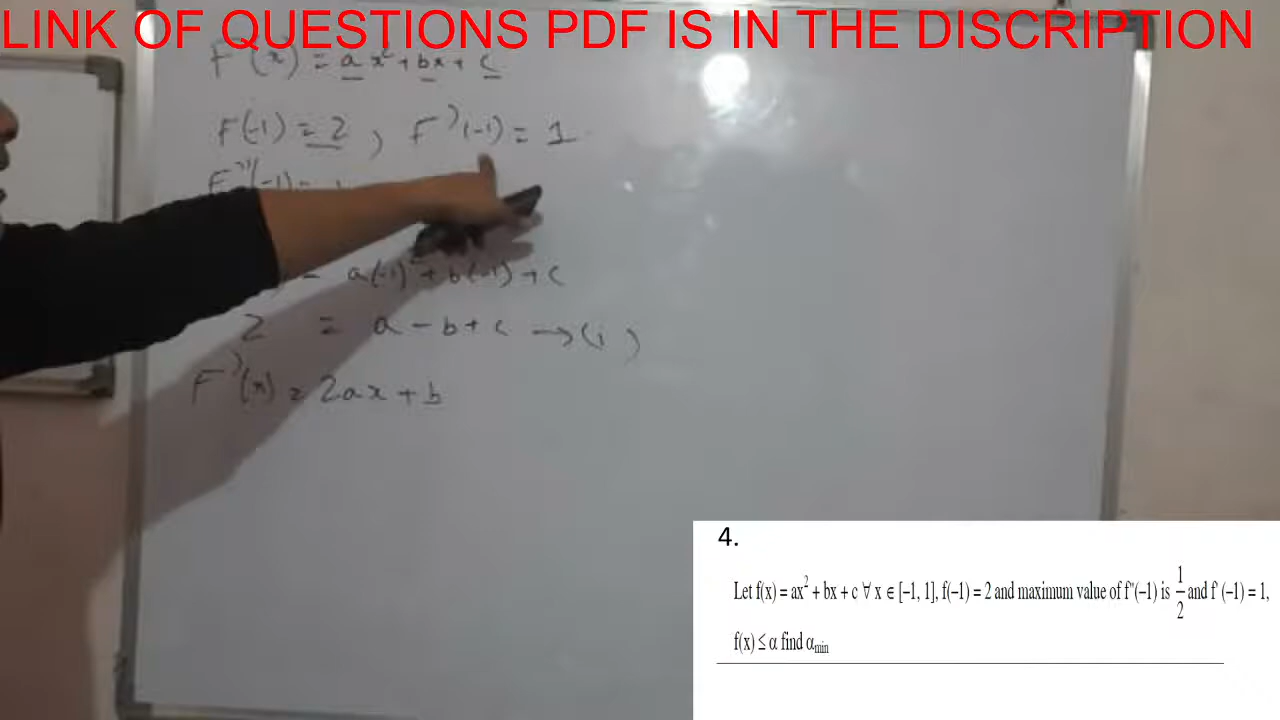 LINK OF QUESTIONS PDF IS IN THE DISCRIPTION
F(x) = ax² + bx + c
F(-1) = 2, F'(-1) = 1
F''(-1) =
= a(-1)² + b(-1) + c
2 = a - b + c → (i)
F'(x) = 2ax + b
4.
Let f(x) = ax² + bx + c ∀ x ∈ [–1, 1], f(–1) = 2 and maximum value of f''(–1) is 1/2 and f' (–1) = 1,
f(x) ≤ α find αmin